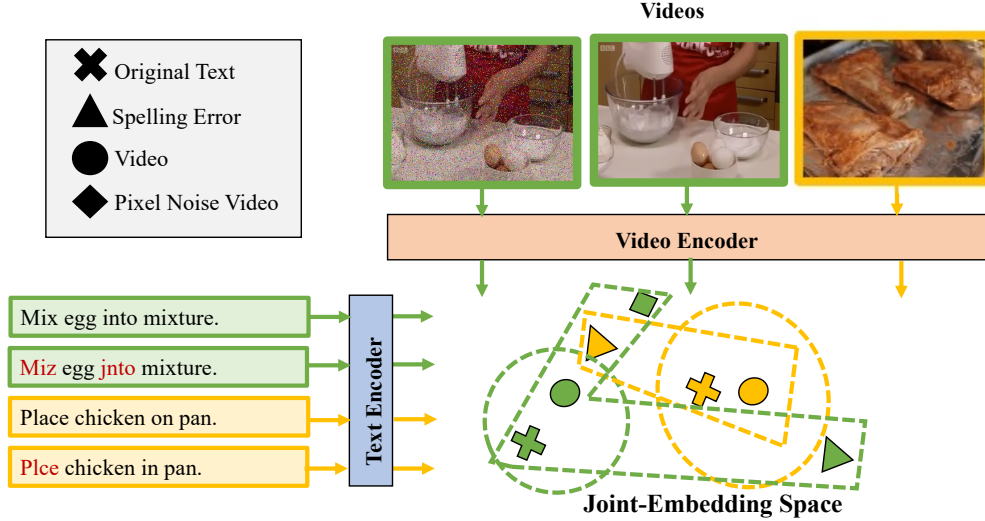 Videos
Original Text
Spelling Error
Video
Pixel Noise Video
BBC
Video Encoder
Mix egg into mixture.
Miz egg jnto mixture.
Place chicken on pan.
Plce chicken in pan.
Text Encoder
Joint-Embedding Space